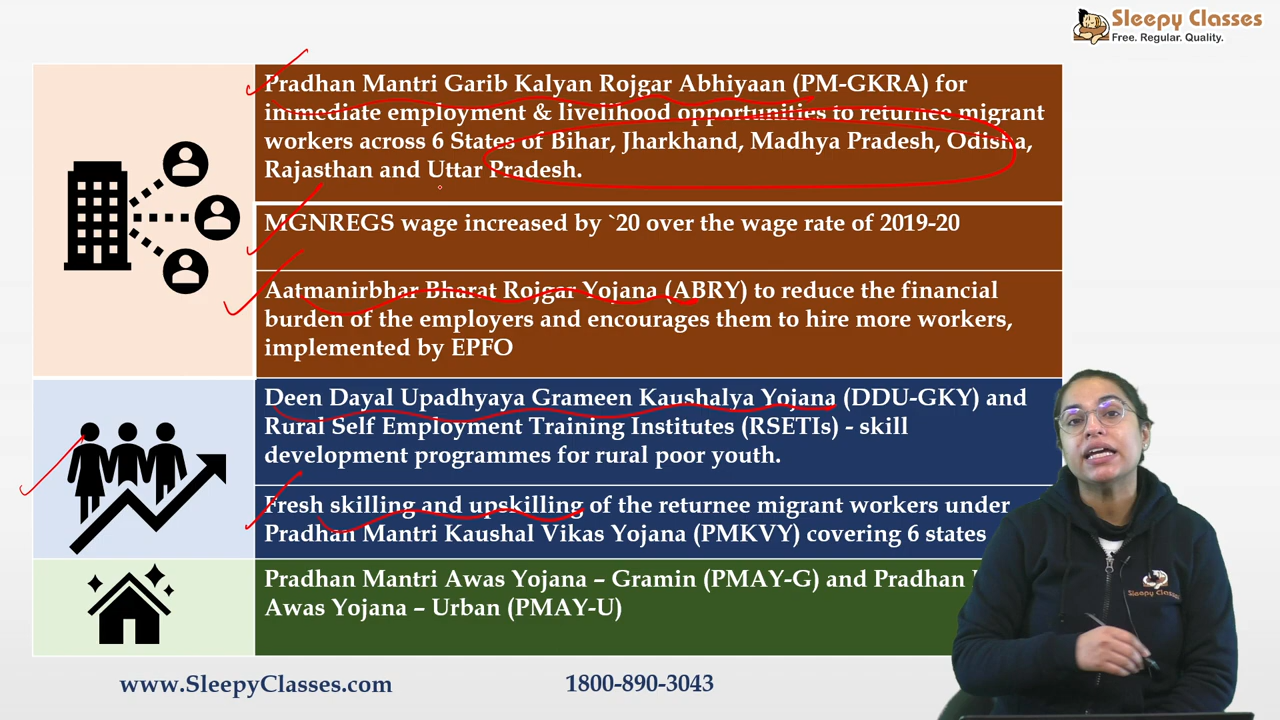 Sleepy Classes
Free. Regular. Quality.
Pradhan Mantri Garib Kalyan Rojgar Abhiyaan (PM-GKRA) for
immediate employment & livelihood opportunities to returnee migrant
workers across 6 States of Bihar, Jharkhand, Madhya Pradesh, Odisha,
Rajasthan and Uttar Pradesh.
MGNREGS wage increased by `20 over the wage rate of 2019-20
Aatmanirbhar Bharat Rojgar Yojana (ABRY) to reduce the financial
burden of the employers and encourages them to hire more workers,
implemented by EPFO
Deen Dayal Upadhyaya Grameen Kaushalya Yojana (DDU-GKY) and
Rural Self Employment Training Institutes (RSETIs) - skill
development programmes for rural poor youth.
Fresh skilling and upskilling of the returnee migrant workers under
Pradhan Mantri Kaushal Vikas Yojana (PMKVY) covering 6 states
Pradhan Mantri Awas Yojana – Gramin (PMAY-G) and Pradhan
Awas Yojana – Urban (PMAY-U)
Sleepy Classes
www.SleepyClasses.com
1800-890-3043